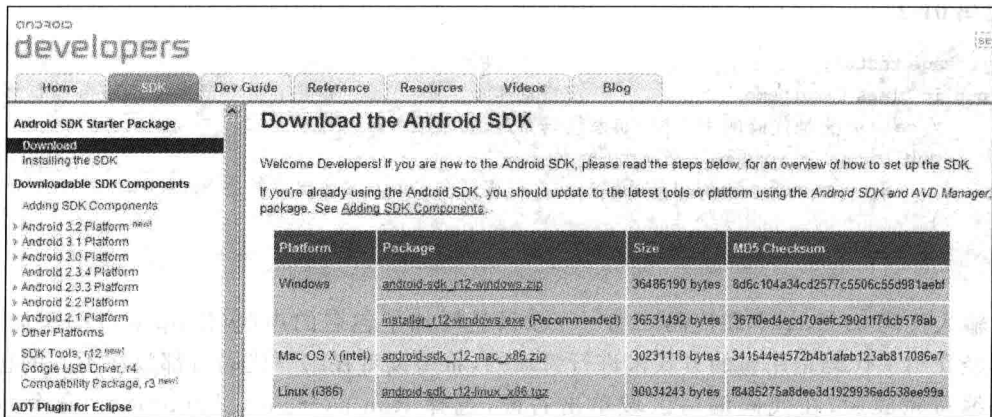 android
developers
Home SDK Dev Guide Reference Resources Videos Blog
Android SDK Starter Package
Download
Installing the SDK
Downloadable SDK Components
Adding SDK Components
Android 3.2 Platform new!
Android 3.1 Platform
Android 3.0 Platform
Android 2.3.4 Platform
Android 2.3.3 Platform
Android 2.2 Platform
Android 2.1 Platform
Other Platforms
SDK Tools, r12 new!
Google USB Driver, r4
Compatibility Package, r3 new!
ADT Plugin for Eclipse
Download the Android SDK
Welcome Developers! If you are new to the Android SDK, please read the steps below, for an overview of how to set up the SDK.
If you're already using the Android SDK, you should update to the latest tools or platform using the Android SDK and AVD Manager,
package. See Adding SDK Components.
Platform Package Size MD5 Checksum
Windows android-sdk_r12-windows.zip 36486190 bytes 8d6c104a34cd2577c5506c55d981aebf
installer_r12-windows.exe (Recommended) 36531492 bytes 367f0ed4ecd70aefc290d1f7dcb578ab
Mac OS X (intel) android-sdk_r12-mac_x86.zip 30231118 bytes 341544e4572b4b1afab123ab817086e7
Linux (i386) android-sdk_r12-linux_x86.tgz 30034243 bytes f8485275a8dee3d1929936ed538ee99a